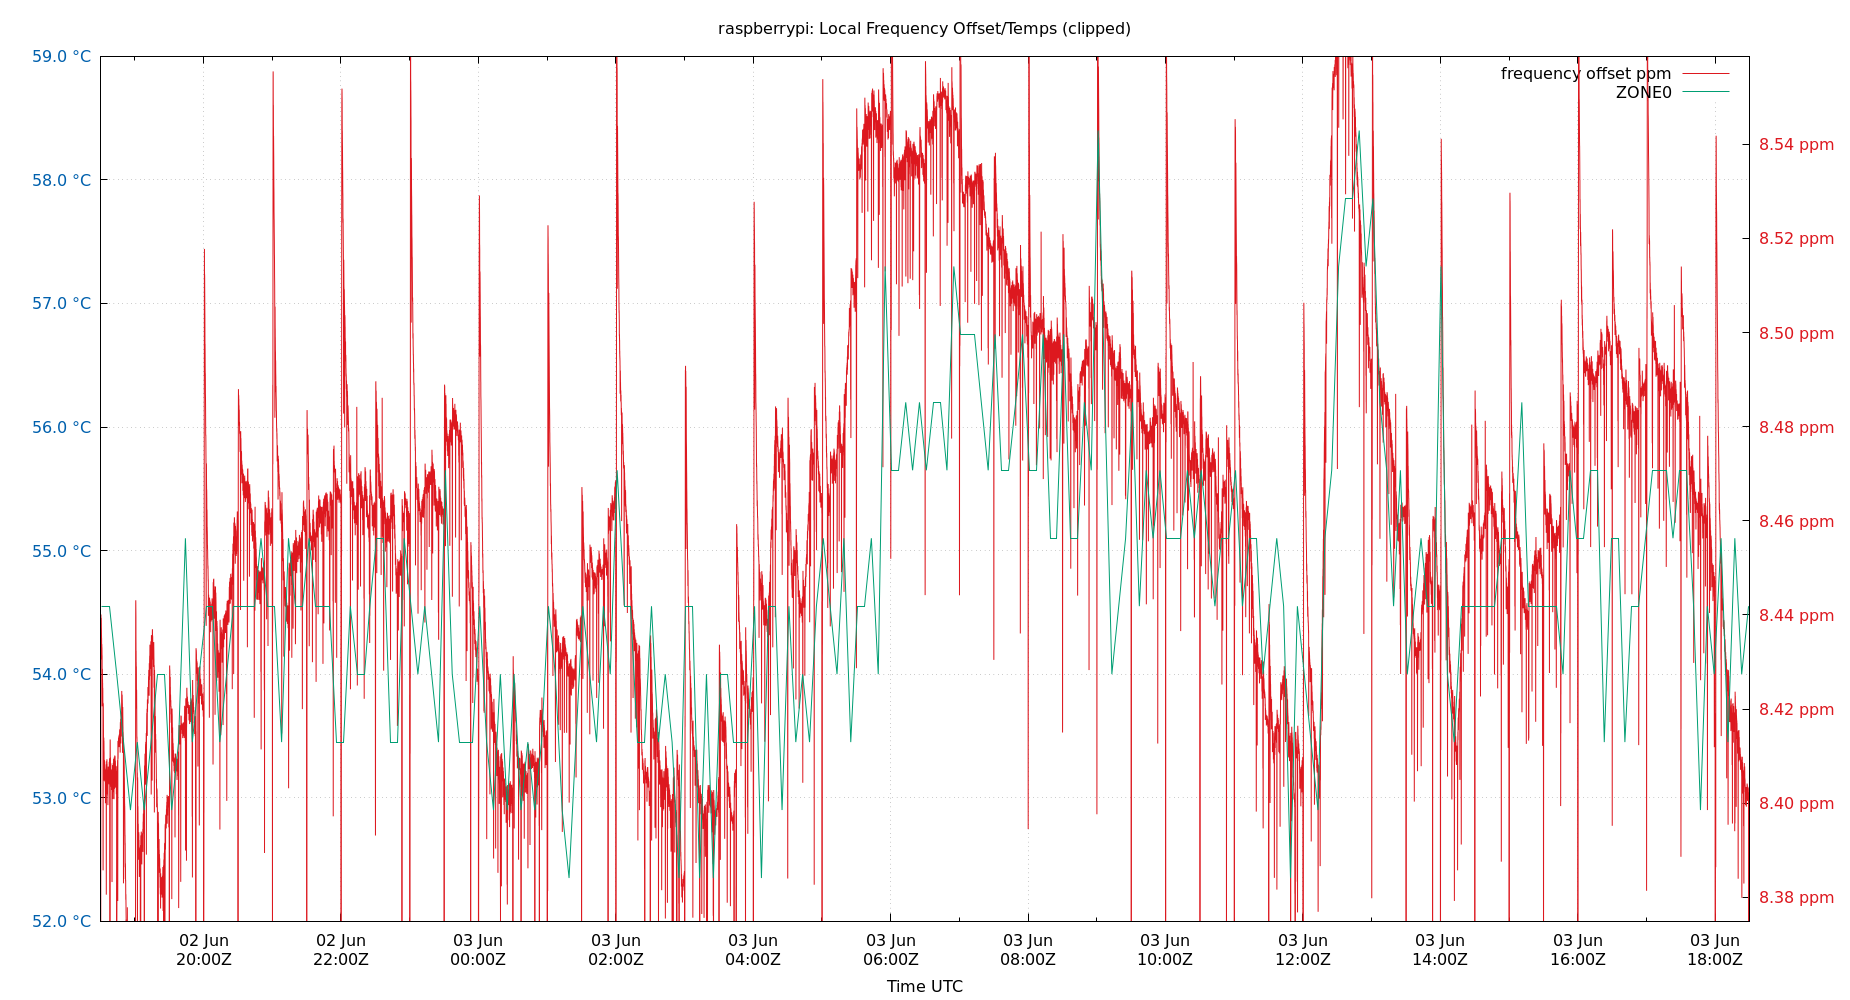 raspberrypi: Local Frequency Offset/Temps (clipped)
frequency offset ppm
ZONE0
59.0 °C
58.0 °C
57.0 °C
56.0 °C
55.0 °C
54.0 °C
53.0 °C
52.0 °C
8.54 ppm
8.52 ppm
8.50 ppm
8.48 ppm
8.46 ppm
8.44 ppm
8.42 ppm
8.40 ppm
8.38 ppm
02 Jun
20:00Z
02 Jun
22:00Z
03 Jun
00:00Z
03 Jun
02:00Z
03 Jun
04:00Z
03 Jun
06:00Z
03 Jun
08:00Z
03 Jun
10:00Z
03 Jun
12:00Z
03 Jun
14:00Z
03 Jun
16:00Z
03 Jun
18:00Z
Time UTC